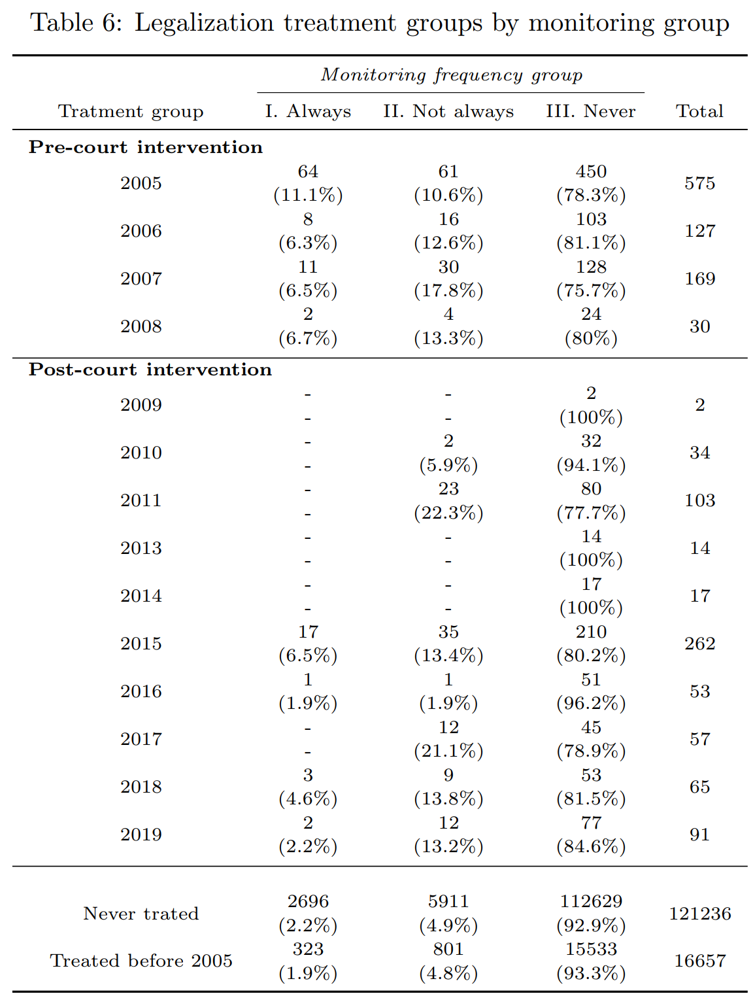 Table 6: Legalization treatment groups by monitoring group
Monitoring frequency group
Tratment group I. Always II. Not always III. Never Total
Pre-court intervention
2005 64 61 450 575
(11.1%) (10.6%) (78.3%)
2006 8 16 103 127
(6.3%) (12.6%) (81.1%)
2007 11 30 128 169
(6.5%) (17.8%) (75.7%)
2008 2 4 24 30
(6.7%) (13.3%) (80%)
Post-court intervention
2009 - - 2 2
- - (100%)
2010 - 2 32 34
- (5.9%) (94.1%)
2011 - 23 80 103
- (22.3%) (77.7%)
2013 - - 14 14
- - (100%)
2014 - - 17 17
- - (100%)
2015 17 35 210 262
(6.5%) (13.4%) (80.2%)
2016 1 1 51 53
(1.9%) (1.9%) (96.2%)
2017 - 12 45 57
- (21.1%) (78.9%)
2018 3 9 53 65
(4.6%) (13.8%) (81.5%)
2019 2 12 77 91
(2.2%) (13.2%) (84.6%)
Never trated 2696 5911 112629 121236
(2.2%) (4.9%) (92.9%)
Treated before 2005 323 801 15533 16657
(1.9%) (4.8%) (93.3%)